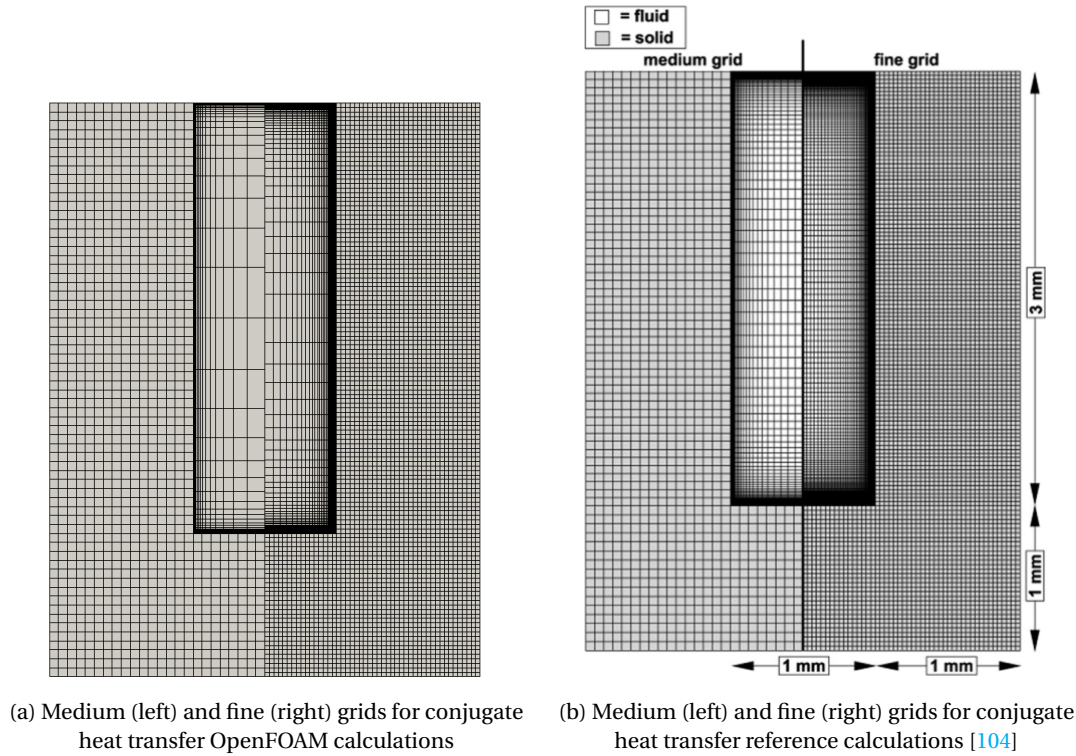 = fluid
= solid
medium grid
fine grid
3 mm
1 mm
1 mm
1 mm
(a) Medium (left) and fine (right) grids for conjugate
heat transfer OpenFOAM calculations
(b) Medium (left) and fine (right) grids for conjugate
heat transfer reference calculations [104]